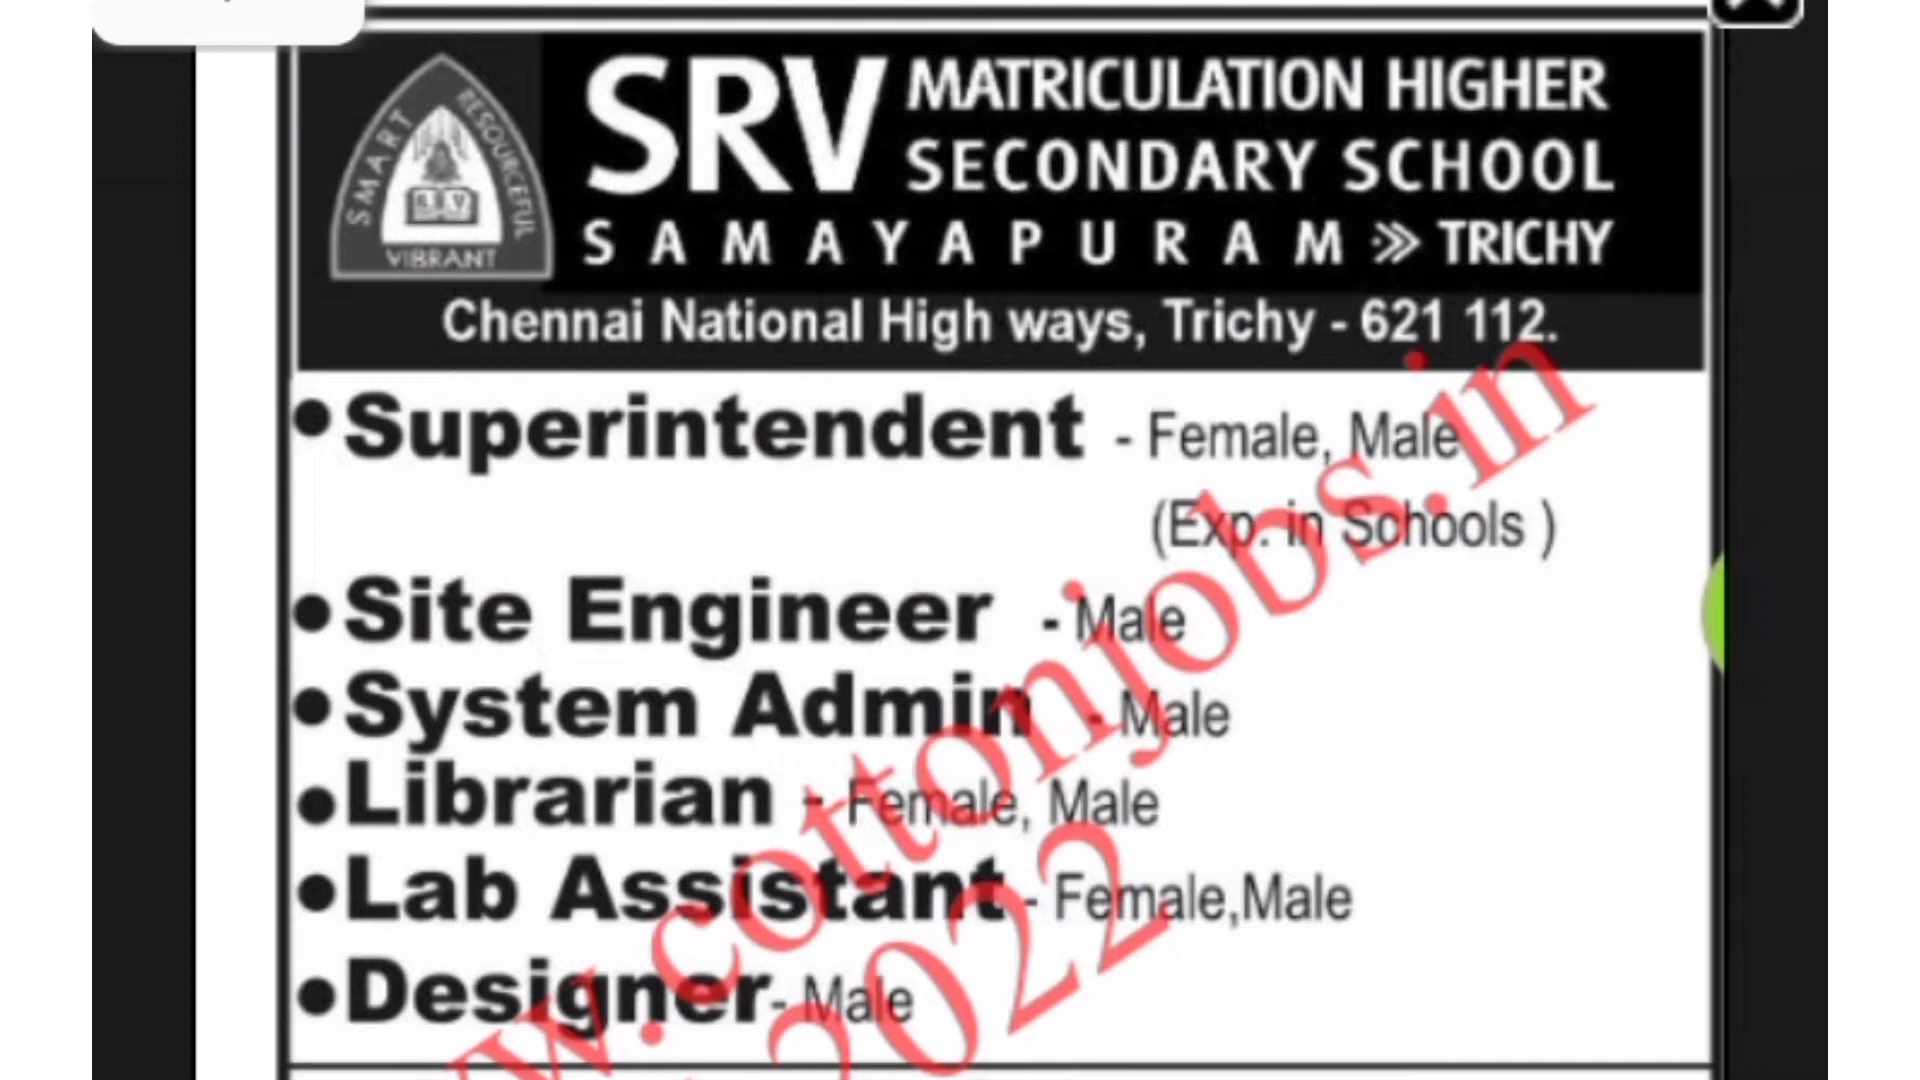 SMART RESOURCEFUL
S.R.V
VIBRANT
SRV MATRICULATION HIGHER
SECONDARY SCHOOL
SAMAYAPURAM >> TRICHY
Chennai National High ways, Trichy - 621 112.
•Superintendent - Female, Male
(Exp. in Schools )
•Site Engineer - Male
•System Admin - Male
•Librarian - Female, Male
•Lab Assistant - Female,Male
•Designer- Male
w.cottonjobs.in
2022